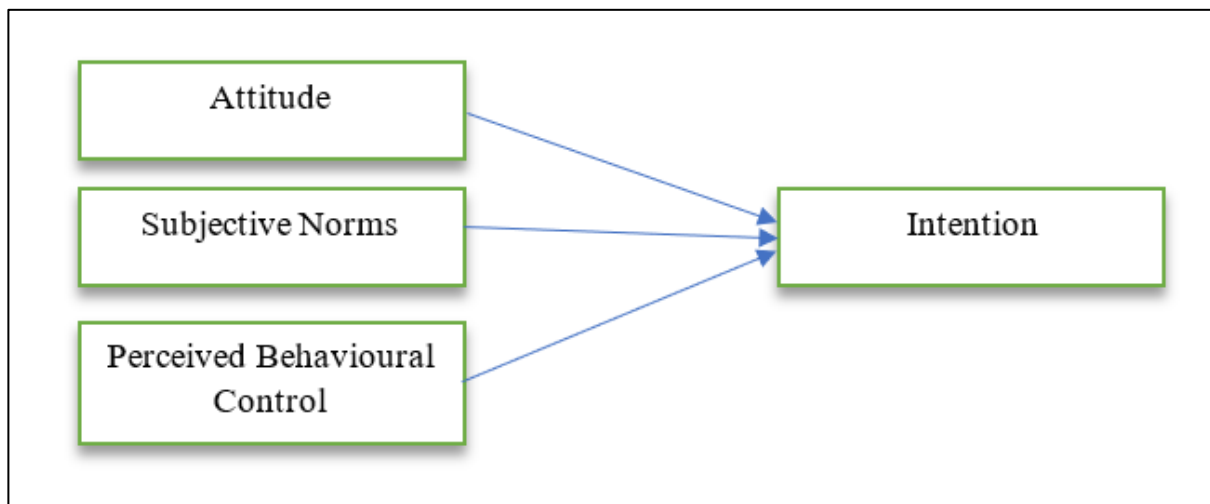 Attitude
Subjective Norms
Intention
Perceived Behavioural
Control